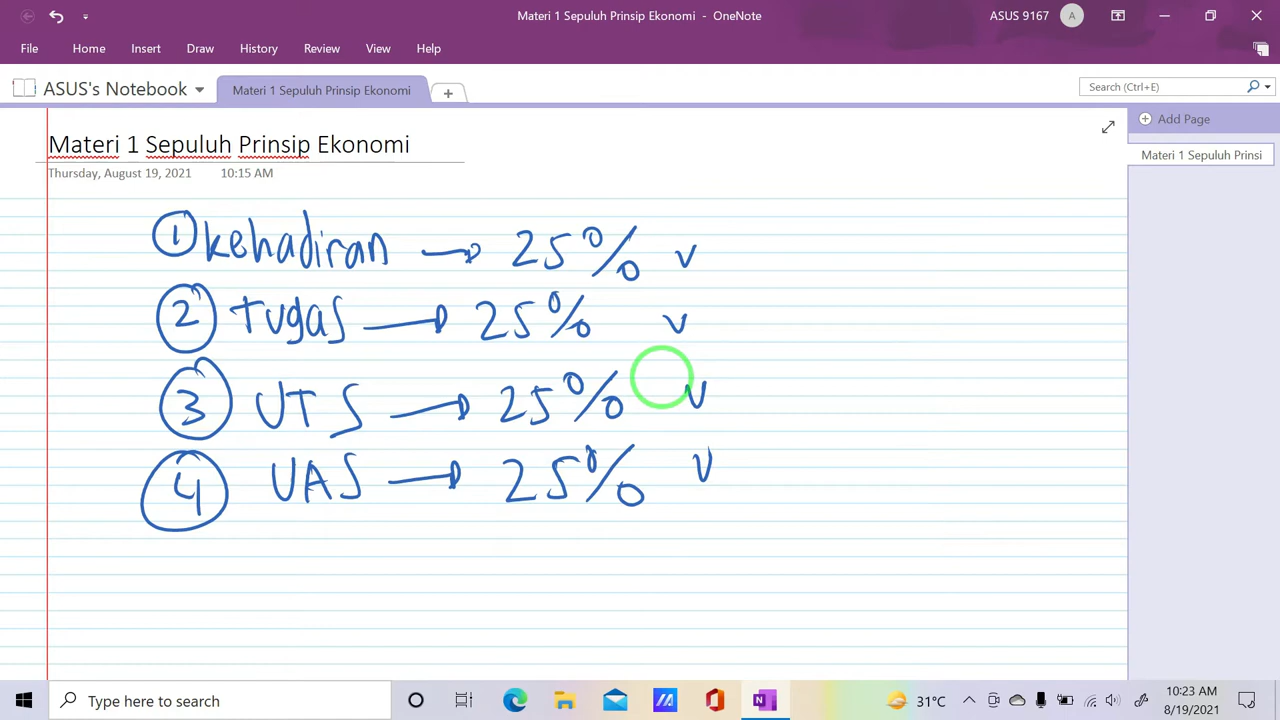 Materi 1 Sepuluh Prinsip Ekonomi - OneNote
ASUS 9167 A
File Home Insert Draw History Review View Help
ASUS's Notebook Materi 1 Sepuluh Prinsip Ekonomi +
Search (Ctrl+E)
Add Page
Materi 1 Sepuluh Prinsi
Materi 1 Sepuluh Prinsip Ekonomi
Thursday, August 19, 2021 10:15 AM
1 kehadiran → 25% v
2 Tugas → 25% v
3 UTS → 25% v
4 UAS → 25% v
Type here to search
31°C
10:23 AM
8/19/2021